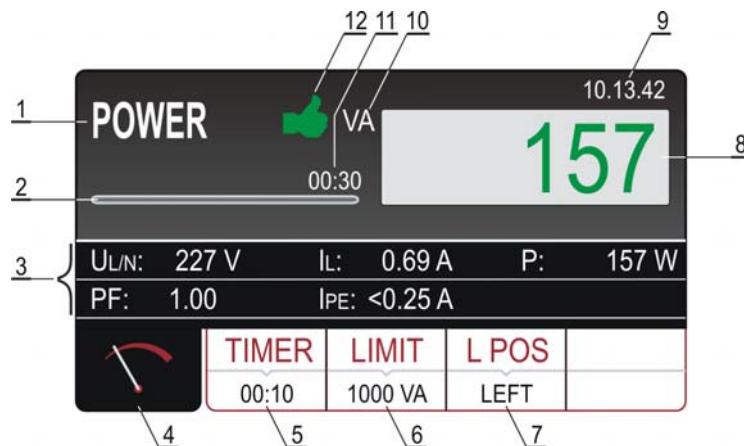 12 11 10 9
10.13.42
1 POWER VA
157 8
00:30
2
3 UL/N: 227 V IL: 0.69 A P: 157 W
PF: 1.00 IPE: <0.25 A
TIMER LIMIT L POS
00:10 1000 VA LEFT
4 5 6 7